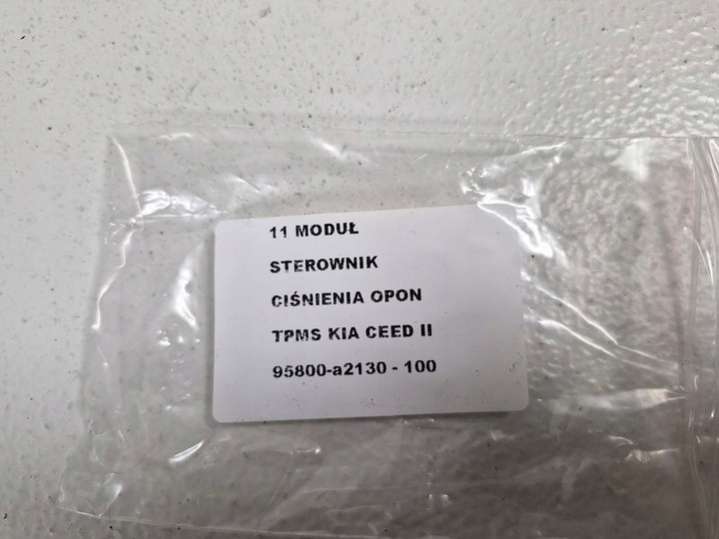 11 MODUŁ
STEROWNIK
CIŚNIENIA OPON
TPMS KIA CEED II
95800-a2130 - 100